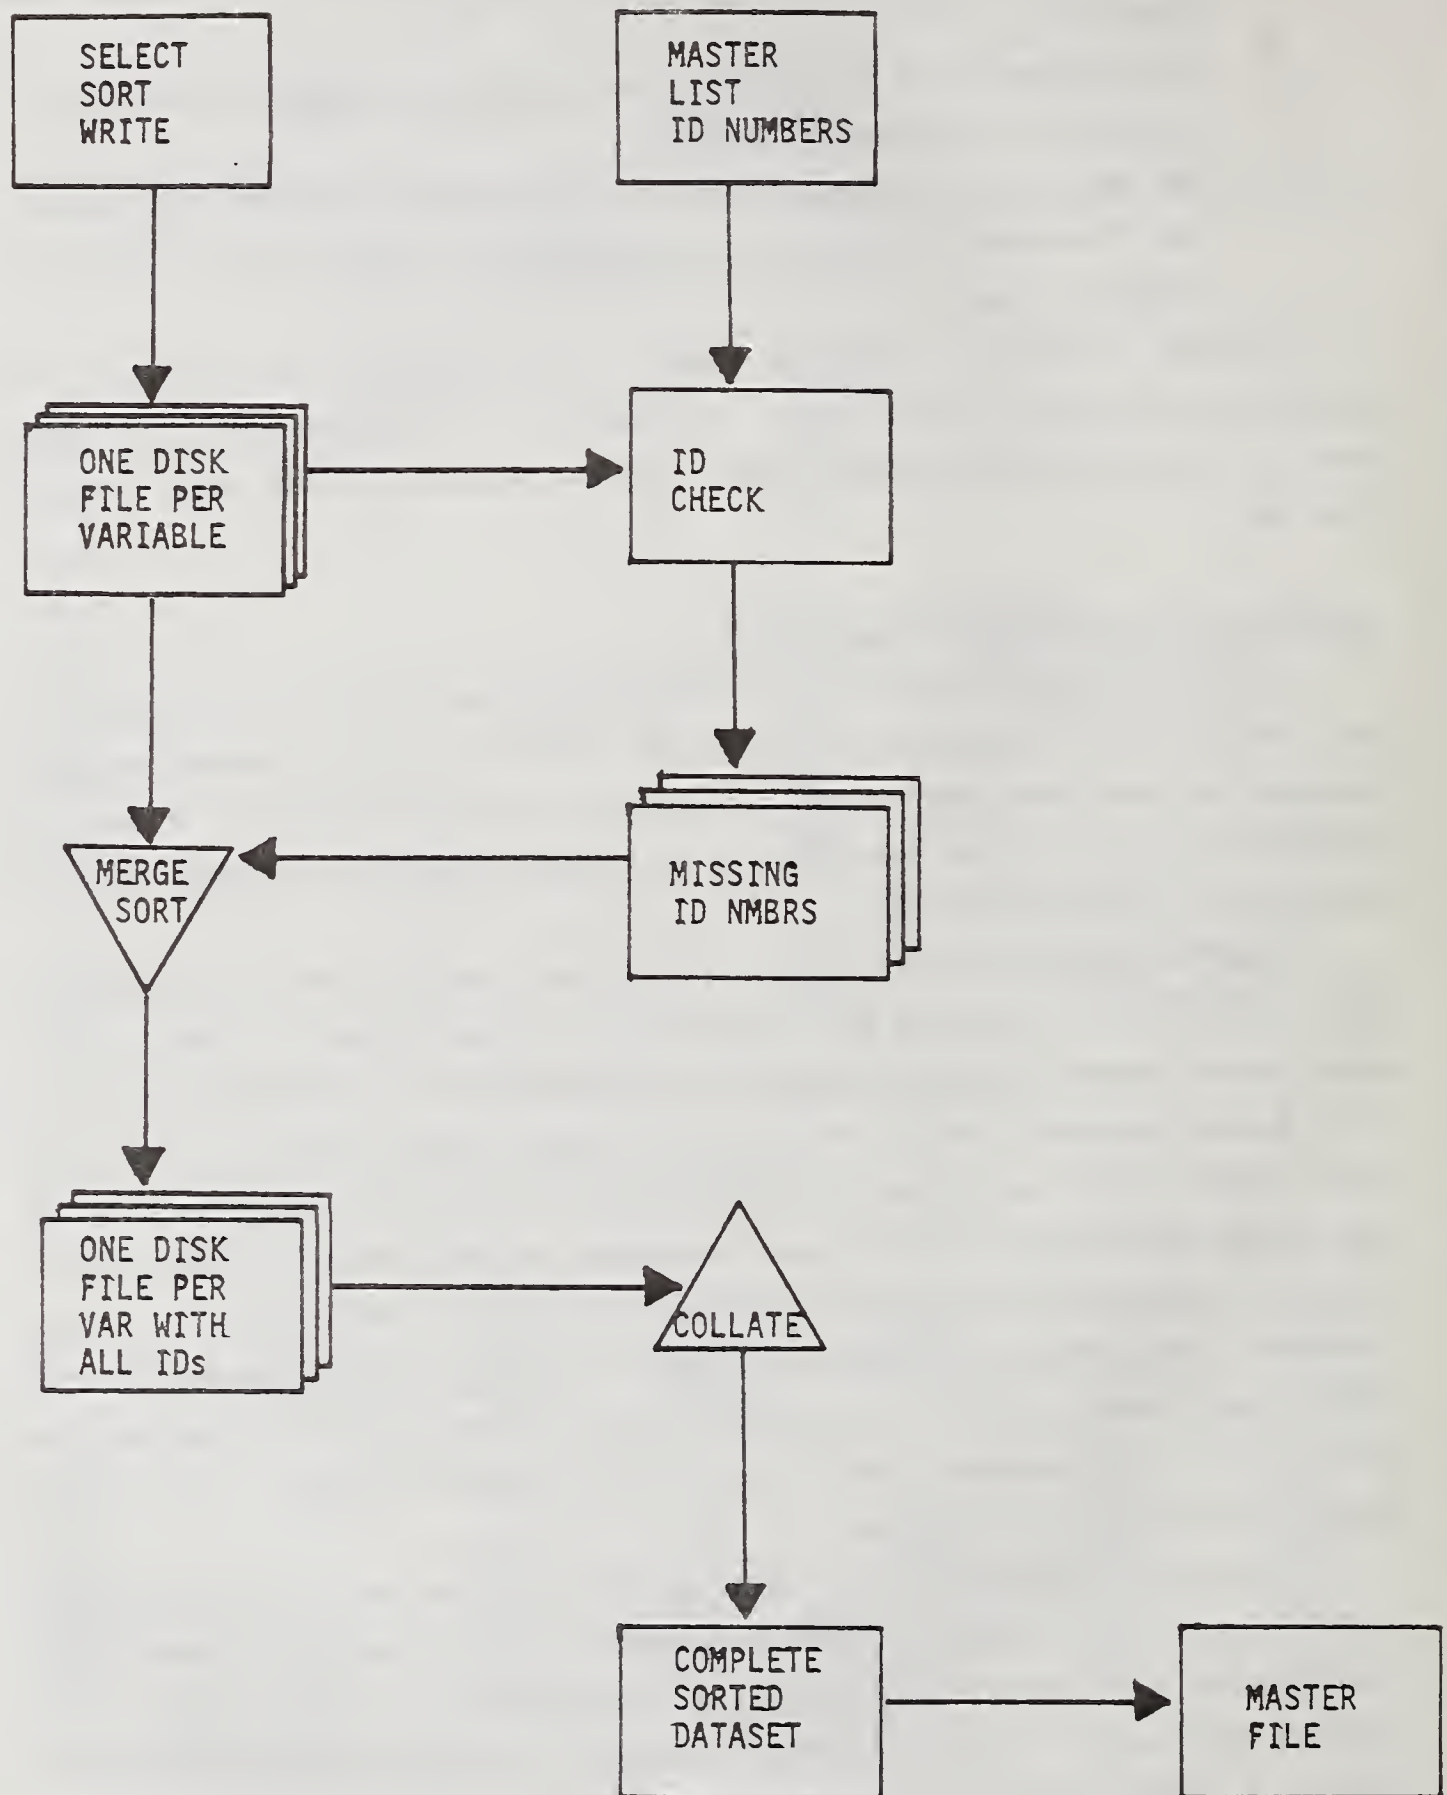 SELECT
SORT
WRITE
MASTER
LIST
ID NUMBERS
ONE DISK
FILE PER
VARIABLE
ID
CHECK
MERGE
SORT
MISSING
ID NMBRS
ONE DISK
FILE PER
VAR WITH
ALL IDs
COLLATE
COMPLETE
SORTED
DATASET
MASTER
FILE